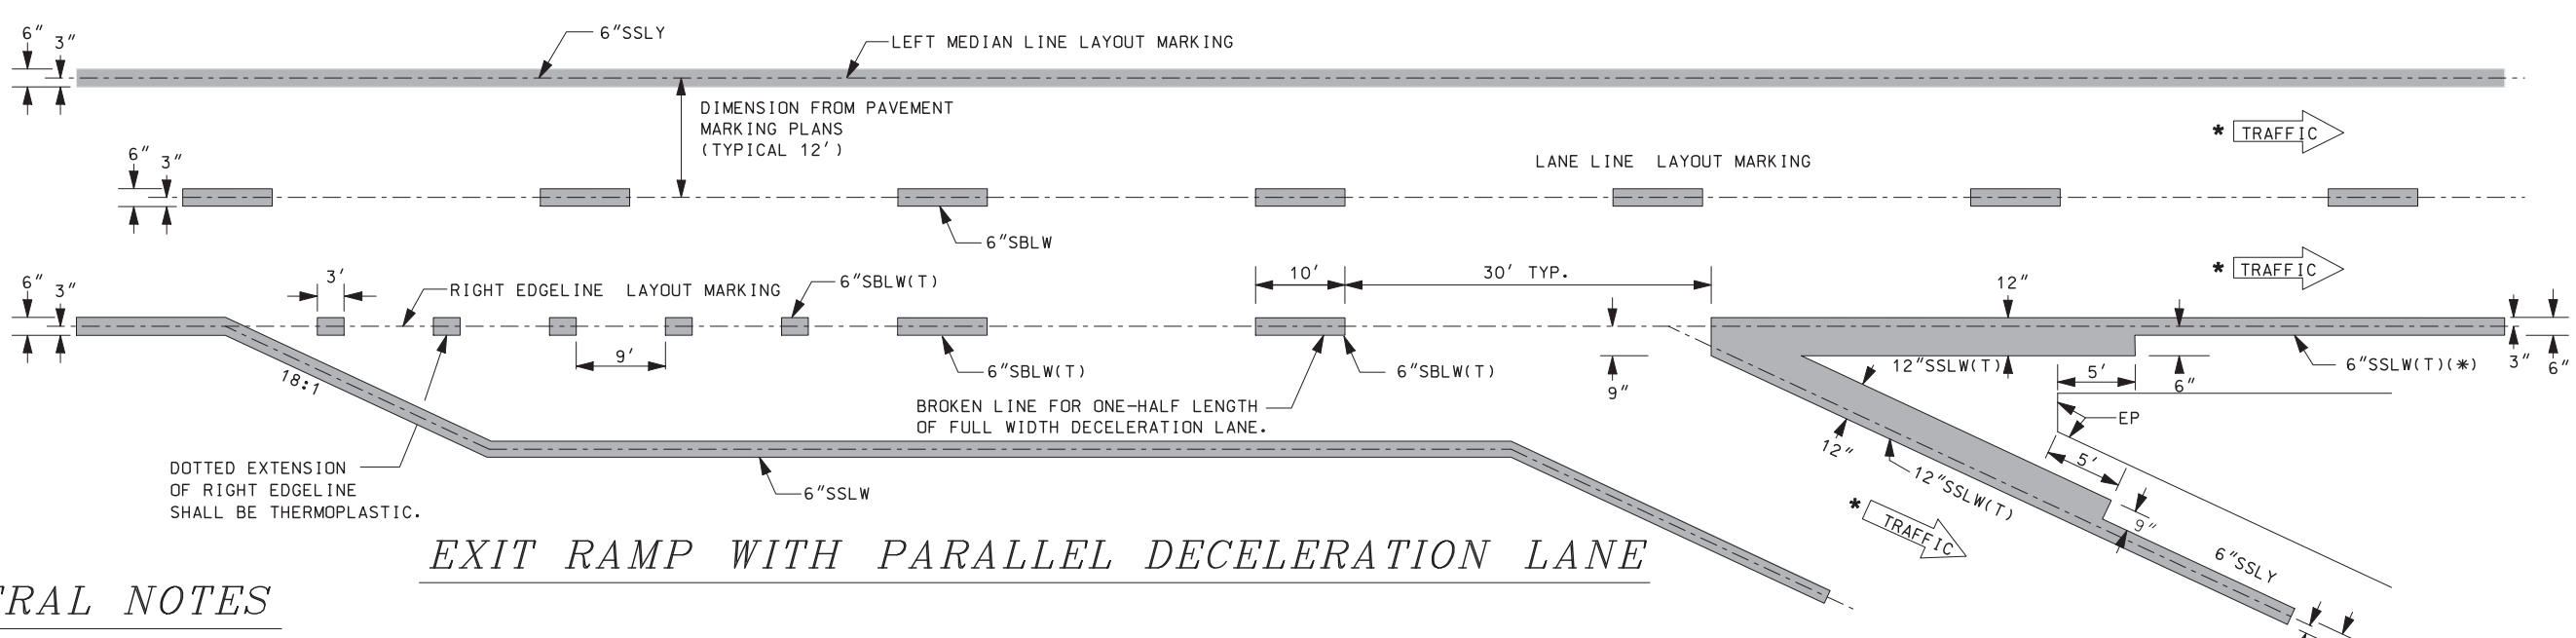 6"
3"
6"SSLY
LEFT MEDIAN LINE LAYOUT MARKING
DIMENSION FROM PAVEMENT
MARKING PLANS
(TYPICAL 12')
* TRAFFIC
6"
3"
LANE LINE LAYOUT MARKING
6"SBLW
* TRAFFIC
6"
3"
3'
RIGHT EDGELINE LAYOUT MARKING
6"SBLW(T)
10'
30' TYP.
12"
9'
18:1
6"SBLW(T)
6"SBLW(T)
9"
12"SSLW(T)
5'
6"
6"SSLW(T)(*)
3"
6"
BROKEN LINE FOR ONE-HALF LENGTH
OF FULL WIDTH DECELERATION LANE.
EP
12"
12"SSLW(T)
5'
9"
DOTTED EXTENSION
OF RIGHT EDGELINE
SHALL BE THERMOPLASTIC.
6"SSLW
* TRAFFIC
6"SSLY
EXIT RAMP WITH PARALLEL DECELERATION LANE
RAL NOTES